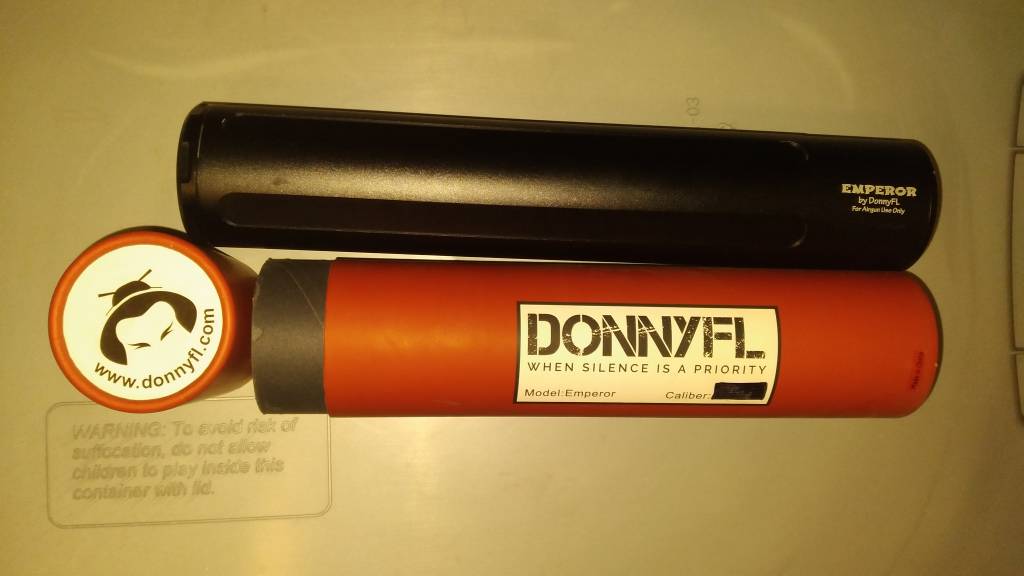 EMPEROR
by DonnyFL
For Airgun Use Only
www.donnyfl.com
DONNYFL
WHEN SILENCE IS A PRIORITY
Model:Emperor
Caliber:
WARNING: To avoid risk of
suffocation, do not allow
children to play inside this
container with lid.